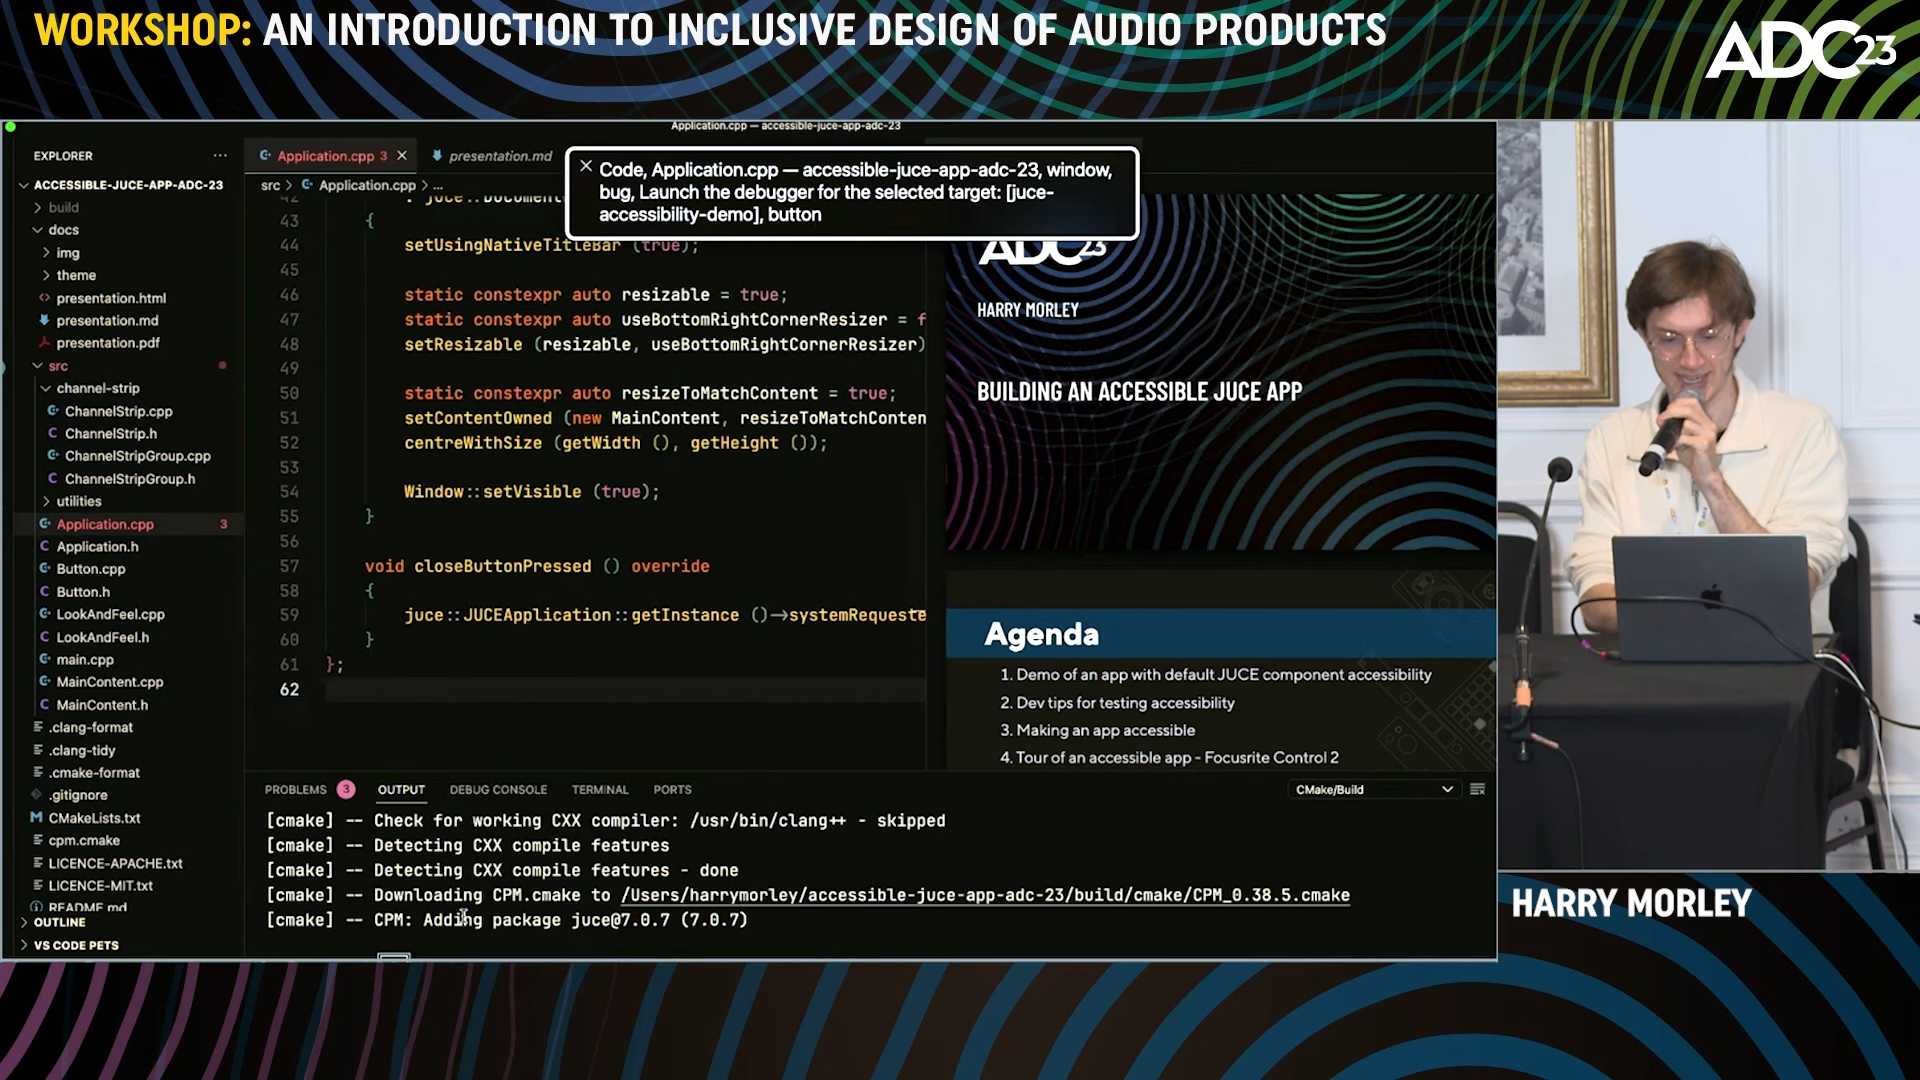 WORKSHOP: AN INTRODUCTION TO INCLUSIVE DESIGN OF AUDIO PRODUCTS
ADC23
Application.cpp — accessible-juce-app-adc-23
EXPLORER ...
ACCESSIBLE-JUCE-APP-ADC-23
build
docs
img
theme
presentation.html
presentation.md
presentation.pdf
src
channel-strip
ChannelStrip.cpp
ChannelStrip.h
ChannelStripGroup.cpp
ChannelStripGroup.h
utilities
Application.cpp 3
Application.h
Button.cpp
Button.h
LookAndFeel.cpp
LookAndFeel.h
main.cpp
MainContent.cpp
MainContent.h
.clang-format
.clang-tidy
.cmake-format
.gitignore
CMakeLists.txt
cpm.cmake
LICENCE-APACHE.txt
LICENCE-MIT.txt
README.md
OUTLINE
VS CODE PETS
Application.cpp 3 presentation.md
src > Application.cpp > ...
Code, Application.cpp — accessible-juce-app-adc-23, window,
bug, Launch the debugger for the selected target: [juce-
accessibility-demo], button
42 : juce::Document
43 {
44 setUsingNativeTitleBar (true);
45
46 static constexpr auto resizable = true;
47 static constexpr auto useBottomRightCornerResizer = f
48 setResizable (resizable, useBottomRightCornerResizer)
49
50 static constexpr auto resizeToMatchContent = true;
51 setContentOwned (new MainContent, resizeToMatchConten
52 centreWithSize (getWidth (), getHeight ());
53
54 Window::setVisible (true);
55 }
56
57 void closeButtonPressed () override
58 {
59 juce::JUCEApplication::getInstance ()->systemRequeste
60 }
61 };
62
ADC23
HARRY MORLEY
BUILDING AN ACCESSIBLE JUCE APP
Agenda
1. Demo of an app with default JUCE component accessibility
2. Dev tips for testing accessibility
3. Making an app accessible
4. Tour of an accessible app - Focusrite Control 2
PROBLEMS 3 OUTPUT DEBUG CONSOLE TERMINAL PORTS CMake/Build
[cmake] -- Check for working CXX compiler: /usr/bin/clang++ - skipped
[cmake] -- Detecting CXX compile features
[cmake] -- Detecting CXX compile features - done
[cmake] -- Downloading CPM.cmake to /Users/harrymorley/accessible-juce-app-adc-23/build/cmake/CPM_0.38.5.cmake
[cmake] -- CPM: Adding package juce@7.0.7 (7.0.7)
HARRY MORLEY